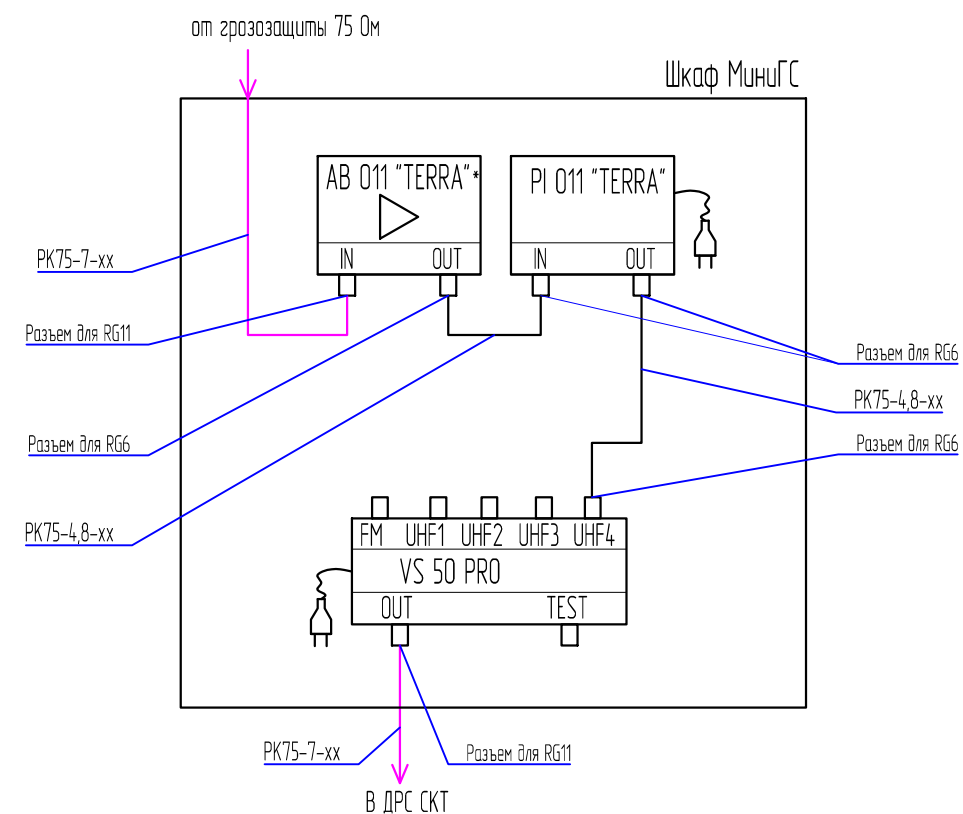 от грозозащиты 75 Ом
Шкаф МиниГС
АВ 011 "TERRA"*
PI 011 "TERRA"
IN
OUT
IN
OUT
РК75-7-хх
Разъем для RG11
Разъем для RG6
РК75-4,8-хх
Разъем для RG6
Разъем для RG6
РК75-4,8-хх
FM
UHF1
UHF2
UHF3
UHF4
VS 50 PRO
OUT
TEST
РК75-7-хх
Разъем для RG11
В ДРС СКТ